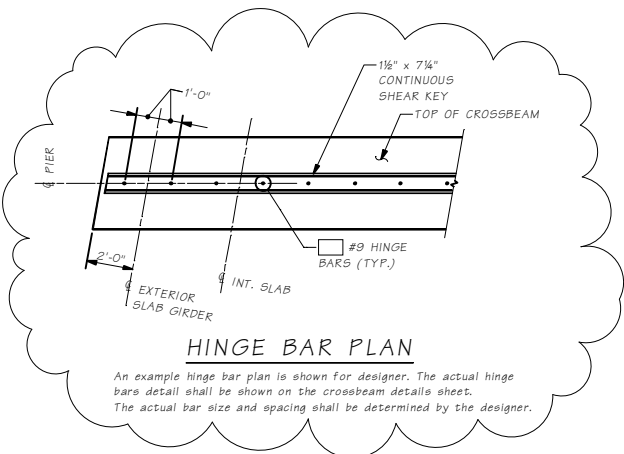 1'-0"
1½" x 7¼"
CONTINUOUS
SHEAR KEY
TOP OF CROSSBEAM
℄ PIER
#9 HINGE
BARS (TYP.)
2'-0"
℄ EXTERIOR
SLAB GIRDER
℄ INT. SLAB
HINGE BAR PLAN
An example hinge bar plan is shown for designer. The actual hinge
bars detail shall be shown on the crossbeam details sheet.
The actual bar size and spacing shall be determined by the designer.